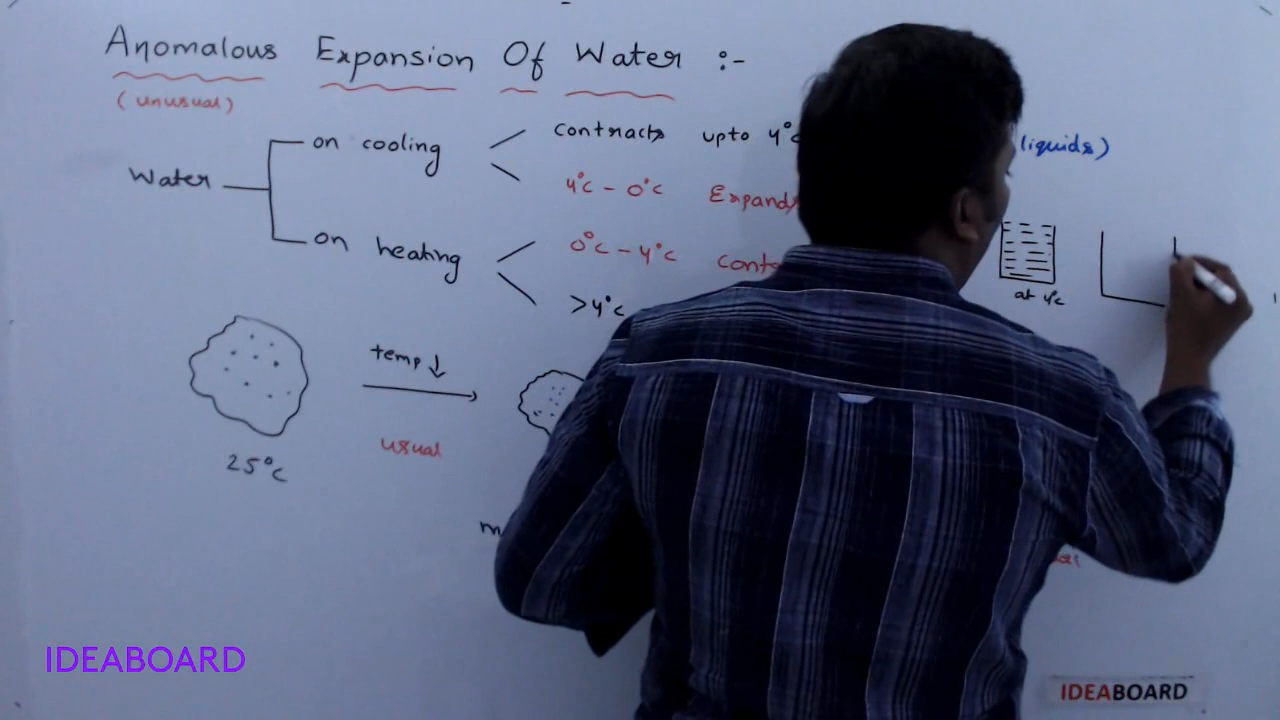 Anomalous Expansion Of Water :-
(unusual)
on cooling contracts upto 4°c (liquids)
Water
4°c - 0°c Expands
on heating 0°c - 4°c
>4°c
at 4°c
temp ↓
usual
25°c
IDEABOARD
IDEABOARD